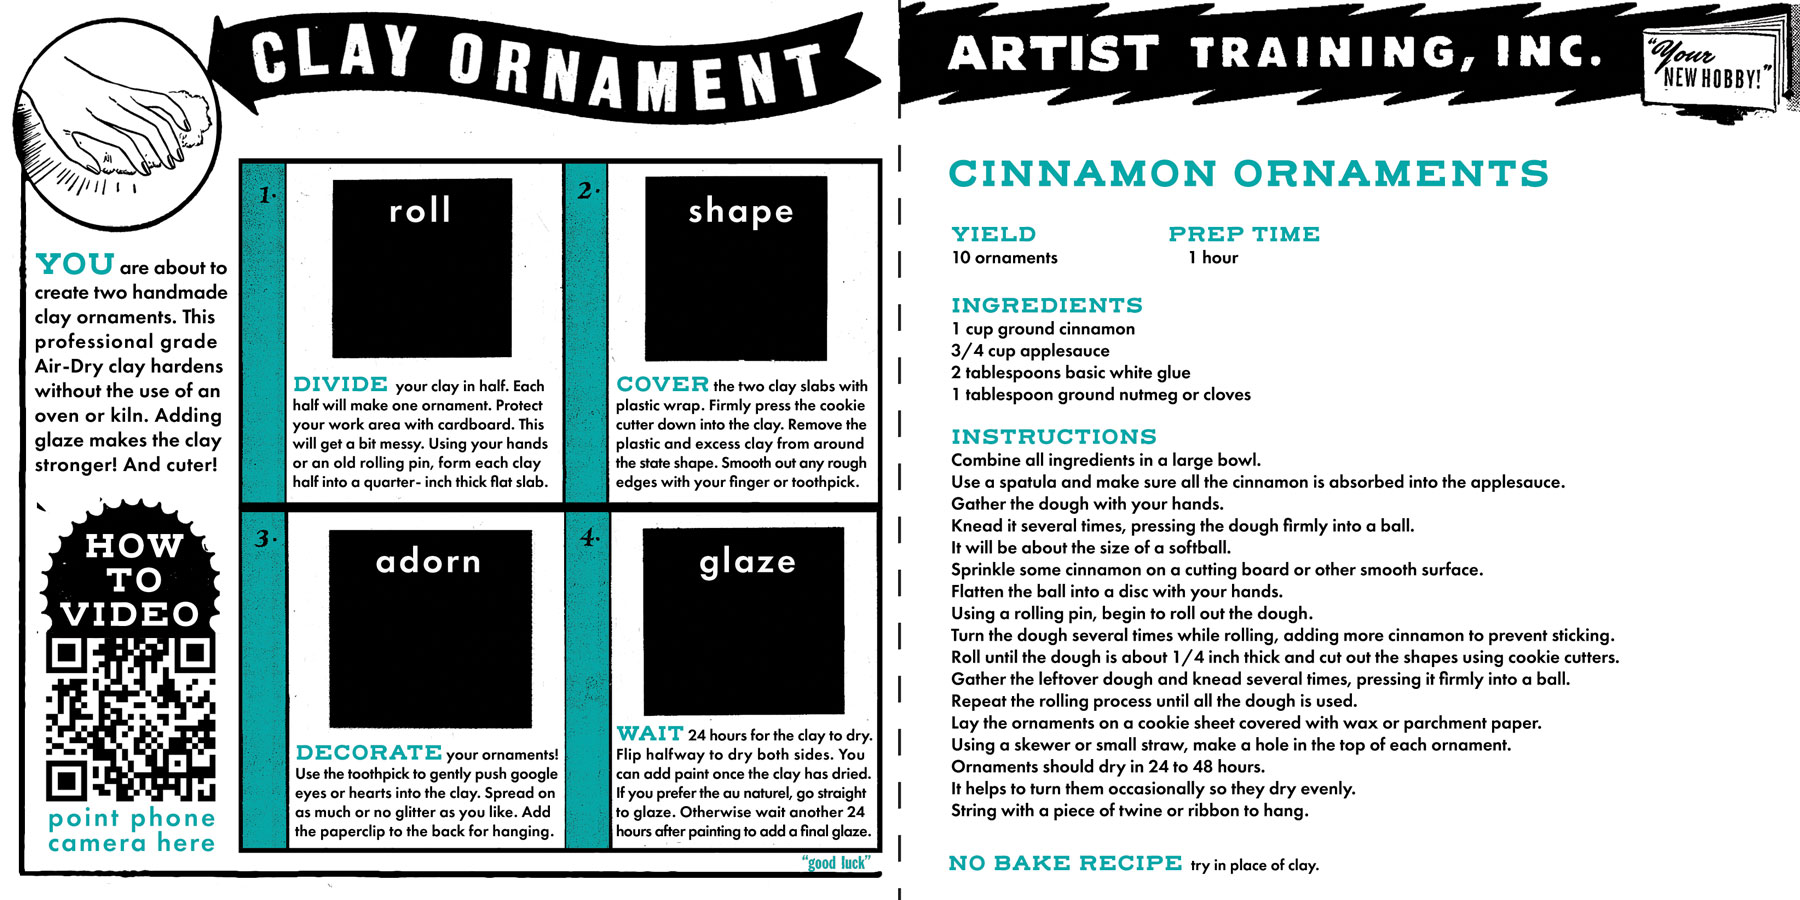 CLAY ORNAMENT
YOU are about to
create two handmade
clay ornaments. This
professional grade
Air-Dry clay hardens
without the use of an
oven or kiln. Adding
glaze makes the clay
stronger! And cuter!
HOW
TO
VIDEO
point phone
camera here
1.
roll
DIVIDE your clay in half. Each
half will make one ornament. Protect
your work area with cardboard. This
will get a bit messy. Using your hands
or an old rolling pin, form each clay
half into a quarter- inch thick flat slab.
2.
shape
COVER the two clay slabs with
plastic wrap. Firmly press the cookie
cutter down into the clay. Remove the
plastic and excess clay from around
the state shape. Smooth out any rough
edges with your finger or toothpick.
3.
adorn
DECORATE your ornaments!
Use the toothpick to gently push google
eyes or hearts into the clay. Spread on
as much or no glitter as you like. Add
the paperclip to the back for hanging.
4.
glaze
WAIT 24 hours for the clay to dry.
Flip halfway to dry both sides. You
can add paint once the clay has dried.
If you prefer the au naturel, go straight
to glaze. Otherwise wait another 24
hours after painting to add a final glaze.
"good luck"
ARTIST TRAINING, INC.
"Your
NEW HOBBY!"
CINNAMON ORNAMENTS
YIELD
10 ornaments
PREP TIME
1 hour
INGREDIENTS
1 cup ground cinnamon
3/4 cup applesauce
2 tablespoons basic white glue
1 tablespoon ground nutmeg or cloves
INSTRUCTIONS
Combine all ingredients in a large bowl.
Use a spatula and make sure all the cinnamon is absorbed into the applesauce.
Gather the dough with your hands.
Knead it several times, pressing the dough firmly into a ball.
It will be about the size of a softball.
Sprinkle some cinnamon on a cutting board or other smooth surface.
Flatten the ball into a disc with your hands.
Using a rolling pin, begin to roll out the dough.
Turn the dough several times while rolling, adding more cinnamon to prevent sticking.
Roll until the dough is about 1/4 inch thick and cut out the shapes using cookie cutters.
Gather the leftover dough and knead several times, pressing it firmly into a ball.
Repeat the rolling process until all the dough is used.
Lay the ornaments on a cookie sheet covered with wax or parchment paper.
Using a skewer or small straw, make a hole in the top of each ornament.
Ornaments should dry in 24 to 48 hours.
It helps to turn them occasionally so they dry evenly.
String with a piece of twine or ribbon to hang.
NO BAKE RECIPE try in place of clay.